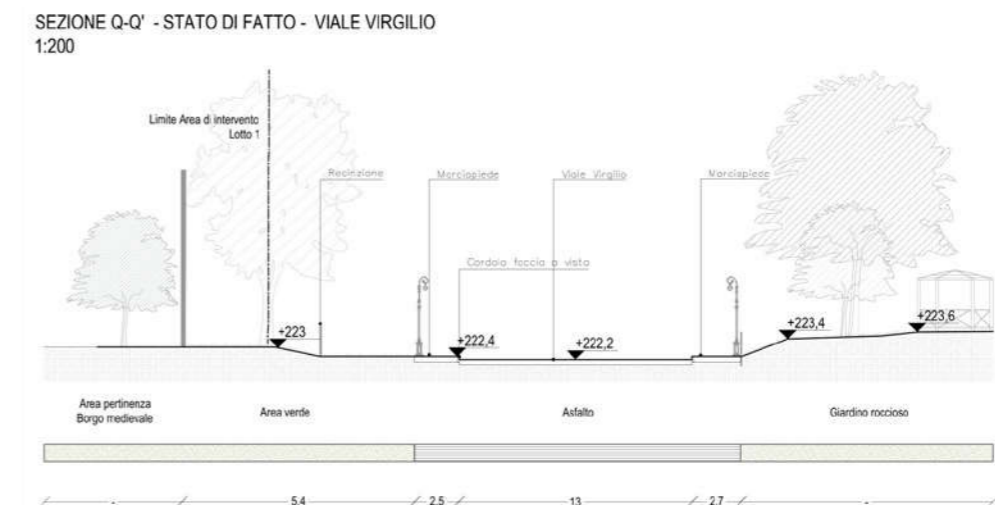 SEZIONE Q-Q' - STATO DI FATTO - VIALE VIRGILIO
1:200
Limite Area di intervento
Lotto 1
Recinzione
Marciapiede
Viale Virgilio
Marciapiede
Cordolo faccia a vista
+223
+222,4
+222,2
+223,4
+223,6
Area pertinenza
Borgo medievale
Area verde
Asfalto
Giardino roccioso
- 5.4 2.5 13 2.7 -